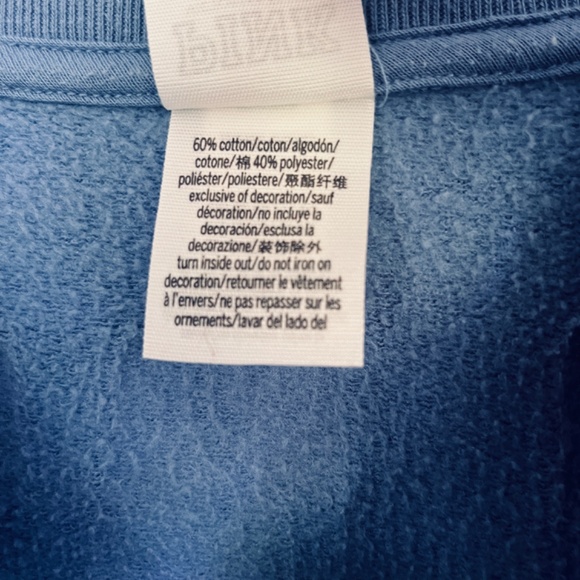 PINK
60% cotton/coton/algodón/
cotone/棉 40% polyester/
poliéster/poliestere/聚酯纤维
exclusive of decoration/sauf
décoration/no incluye la
decoración/esclusa la
decorazione/装饰除外
turn inside out/do not iron on
decoration/retourner le vêtement
à l'envers/ne pas repasser sur les
ornements/lavar del lado del